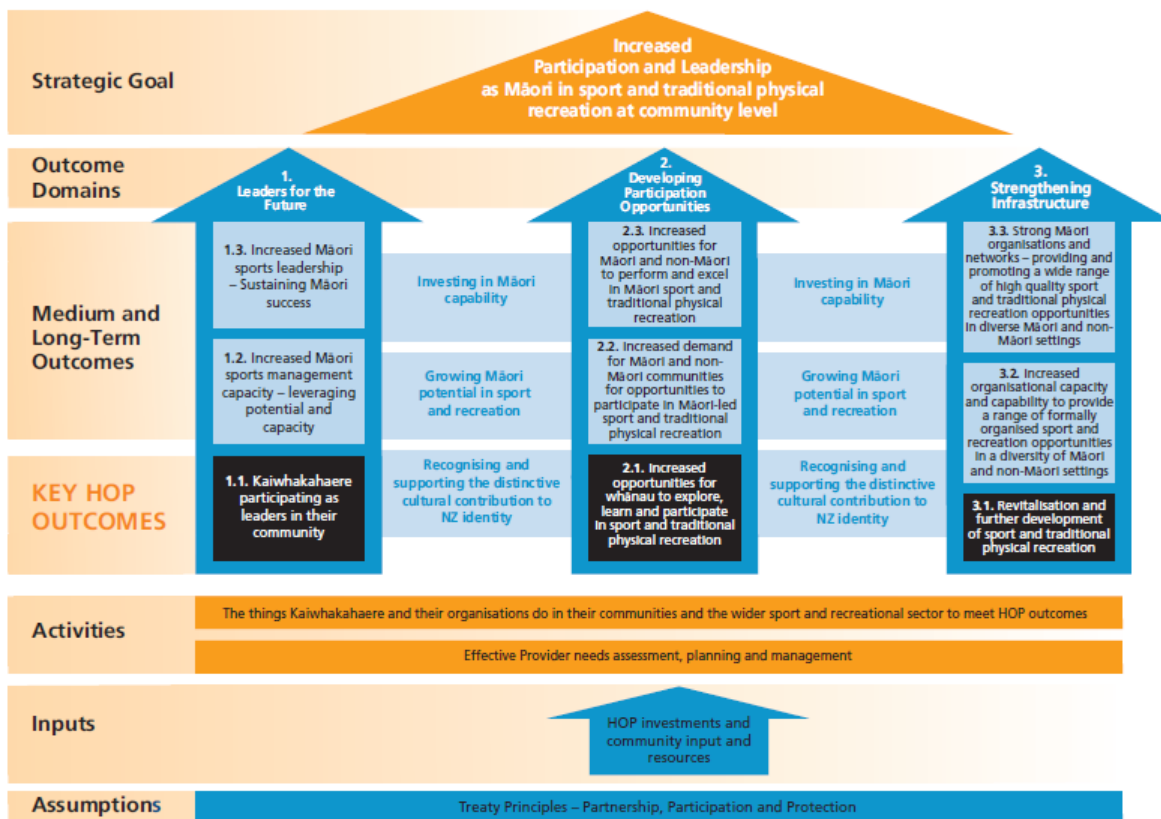 Strategic Goal
Increased
Participation and Leadership
as Māori in sport and traditional physical
recreation at community level
Outcome
Domains
1.
Leaders for the
Future
2.
Developing
Participation
Opportunities
3.
Strengthening
Infrastructure
Medium and
Long-Term
Outcomes
1.3. Increased Māori
sports leadership
– Sustaining Māori
success
Investing in Māori
capability
2.3. Increased
opportunities for
Māori and non-Māori
to perform and excel
in Māori sport and
traditional physical
recreation
Investing in Māori
capability
3.3. Strong Māori
organisations and
networks – providing and
promoting a wide range
of high quality sport
and traditional physical
recreation opportunities
in diverse Māori and non-
Māori settings
1.2. Increased Māori
sports management
capacity – leveraging
potential and
capacity
Growing Māori
potential in sport
and recreation
2.2. Increased demand
for Māori and non-
Māori communities
for opportunities to
participate in Māori-led
sport and traditional
physical recreation
Growing Māori
potential in sport
and recreation
3.2. Increased
organisational capacity
and capability to provide
a range of formally
organised sport and
recreation opportunities
in a diversity of Māori
and non-Māori settings
KEY HOP
OUTCOMES
1.1. Kaiwhakahaere
participating as
leaders in their
community
Recognising and
supporting the distinctive
cultural contribution to
NZ identity
2.1. Increased
opportunities for
whānau to explore,
learn and participate
in sport and traditional
physical recreation
Recognising and
supporting the distinctive
cultural contribution to
NZ identity
3.1. Revitalisation and
further development
of sport and traditional
physical recreation
Activities
The things Kaiwhakahaere and their organisations do in their communities and the wider sport and recreational sector to meet HOP outcomes
Effective Provider needs assessment, planning and management
Inputs
HOP investments and
community input and
resources
Assumptions
Treaty Principles – Partnership, Participation and Protection